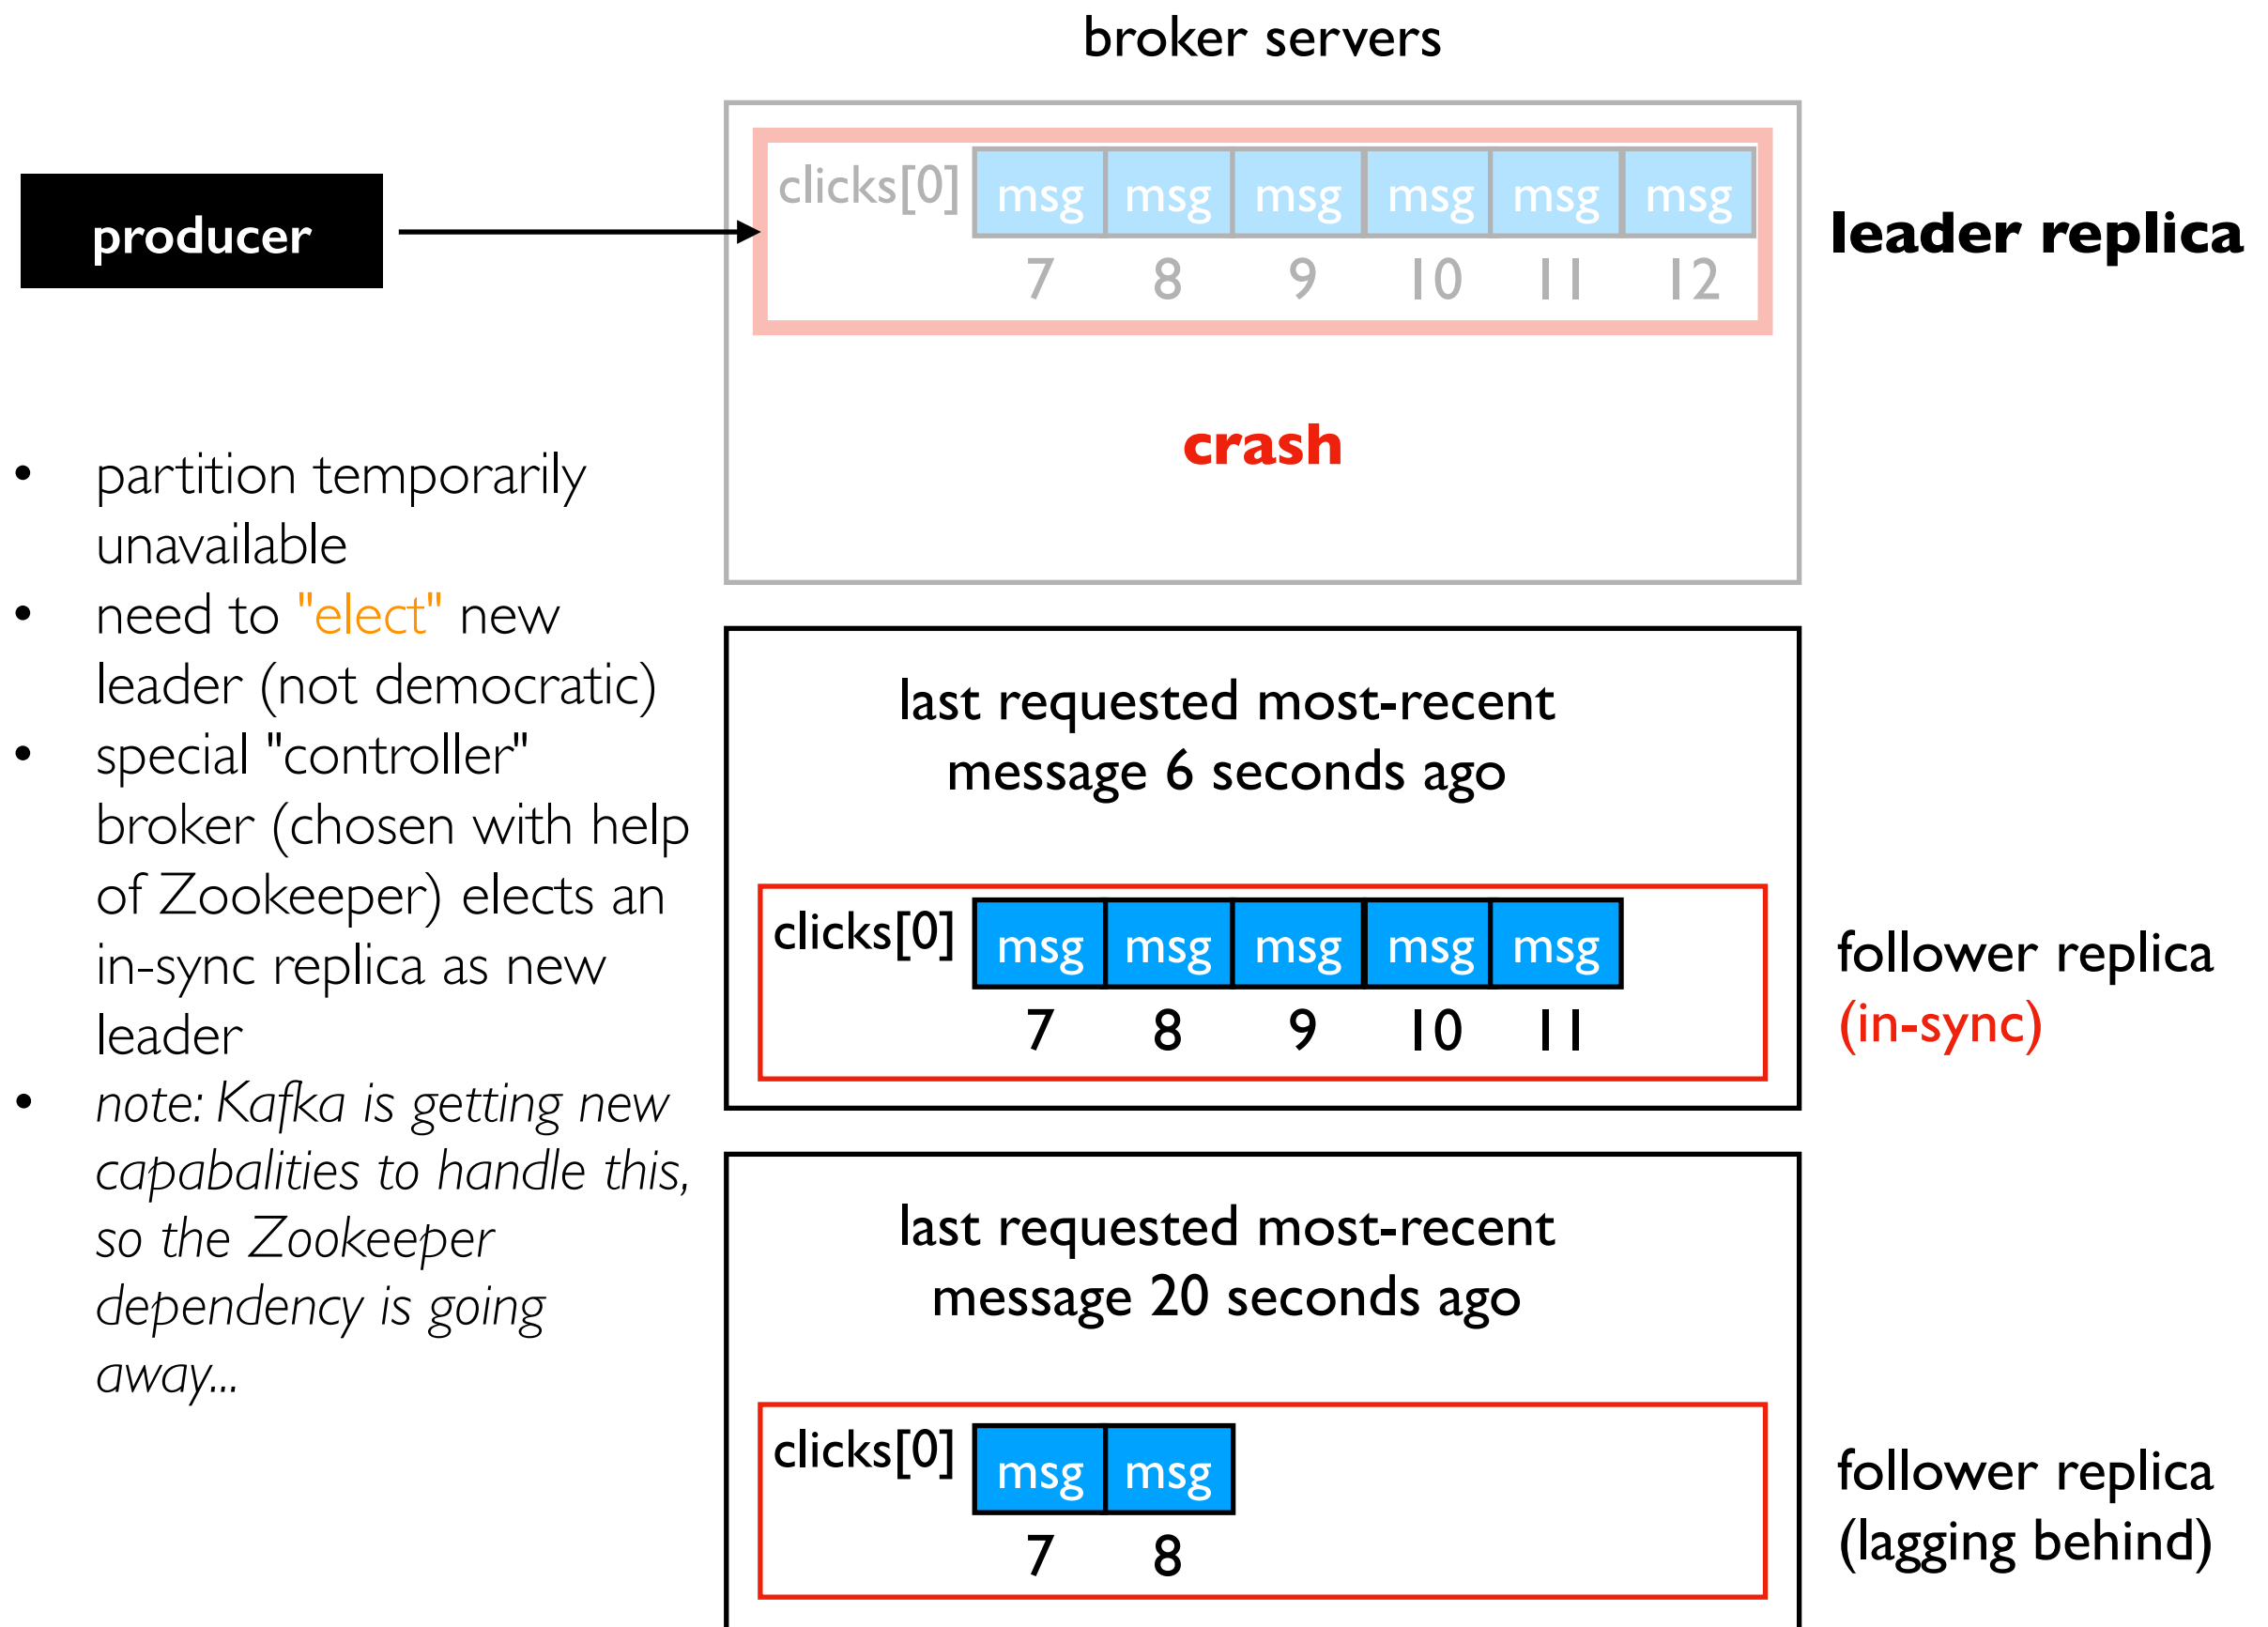 broker servers
producer
clicks[0] msg msg msg msg msg msg
7 8 9 10 11 12
leader replica
crash
• partition temporarily
unavailable
• need to "elect" new
leader (not democratic)
• special "controller"
broker (chosen with help
of Zookeeper) elects an
in-sync replica as new
leader
• note: Kafka is getting new
capabalities to handle this,
so the Zookeeper
dependency is going
away...
last requested most-recent
message 6 seconds ago
clicks[0] msg msg msg msg msg
7 8 9 10 11
follower replica
(in-sync)
last requested most-recent
message 20 seconds ago
clicks[0] msg msg
7 8
follower replica
(lagging behind)